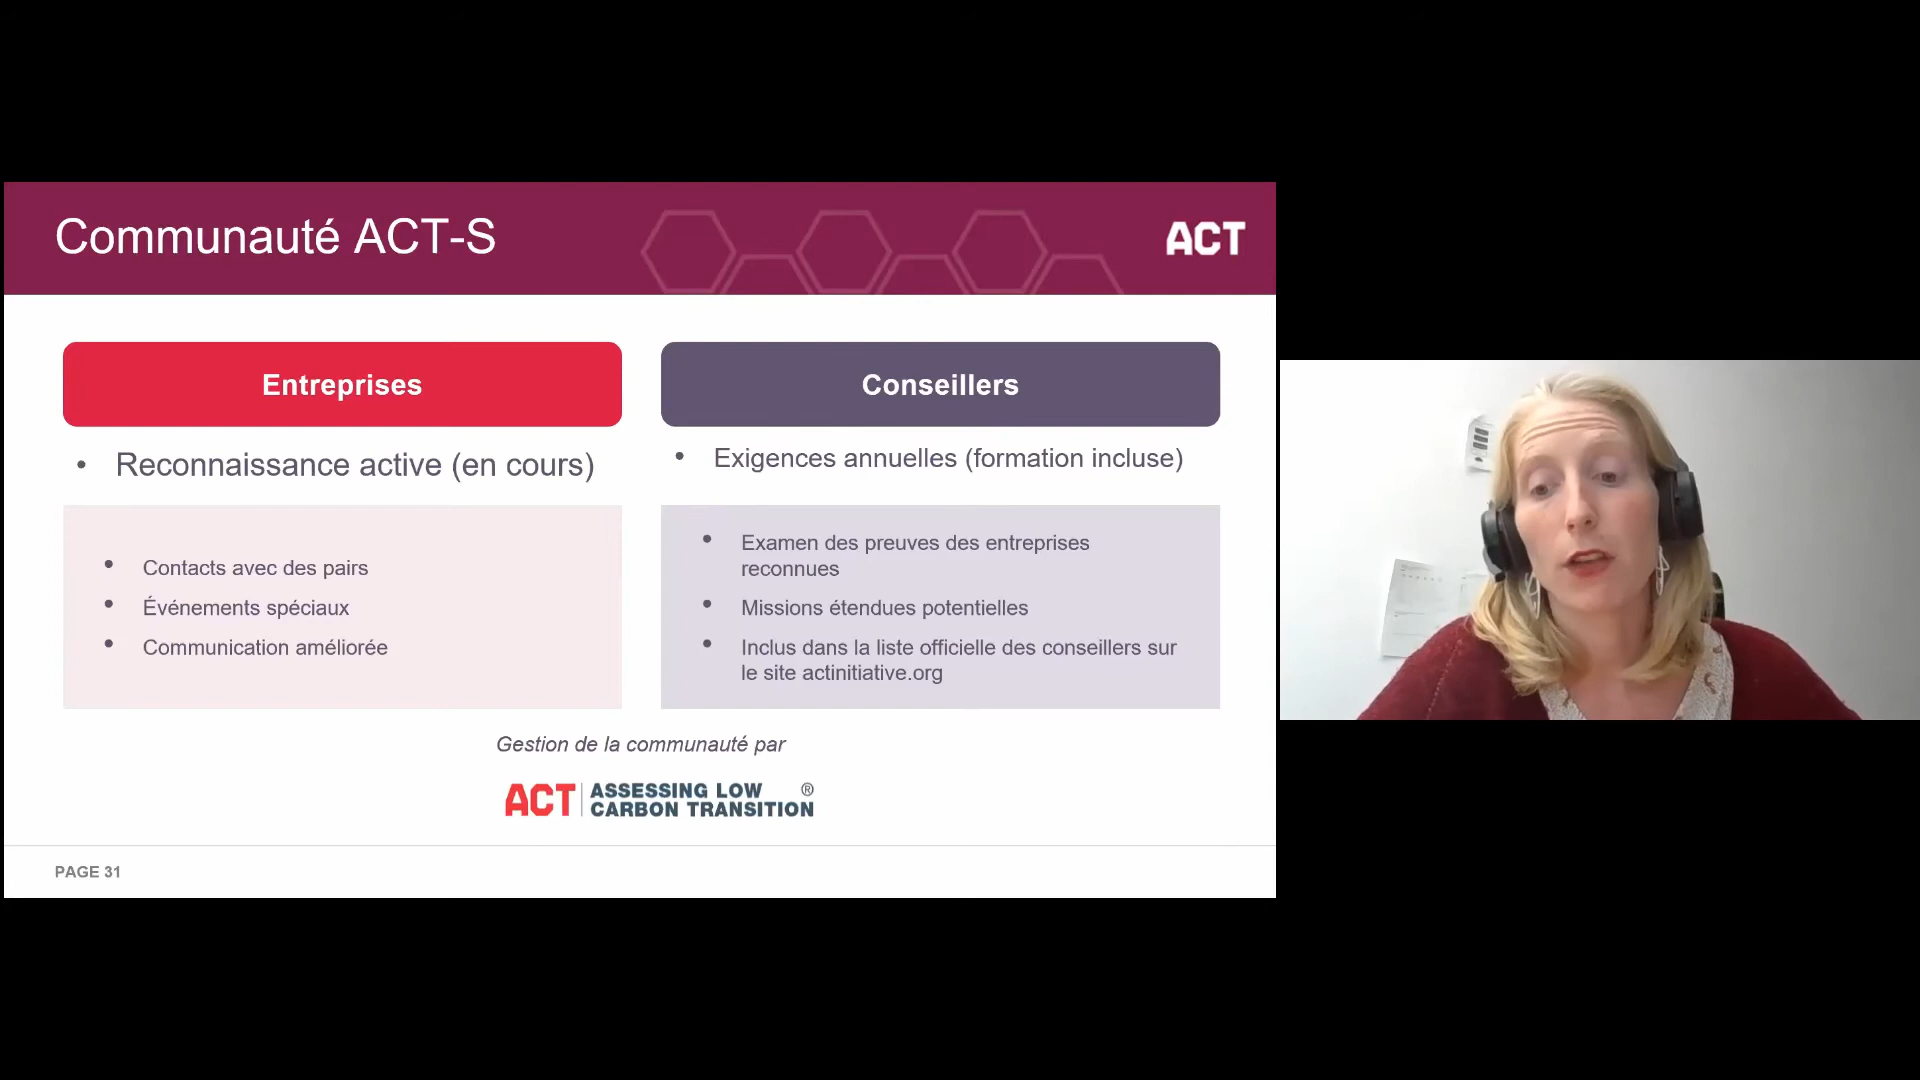 Communauté ACT-S
ACT
Entreprises
• Reconnaissance active (en cours)
• Contacts avec des pairs
• Événements spéciaux
• Communication améliorée
Conseillers
• Exigences annuelles (formation incluse)
• Examen des preuves des entreprises
reconnues
• Missions étendues potentielles
• Inclus dans la liste officielle des conseillers sur
le site actinitiative.org
Gestion de la communauté par
ACT ASSESSING LOW ®
CARBON TRANSITION
PAGE 31